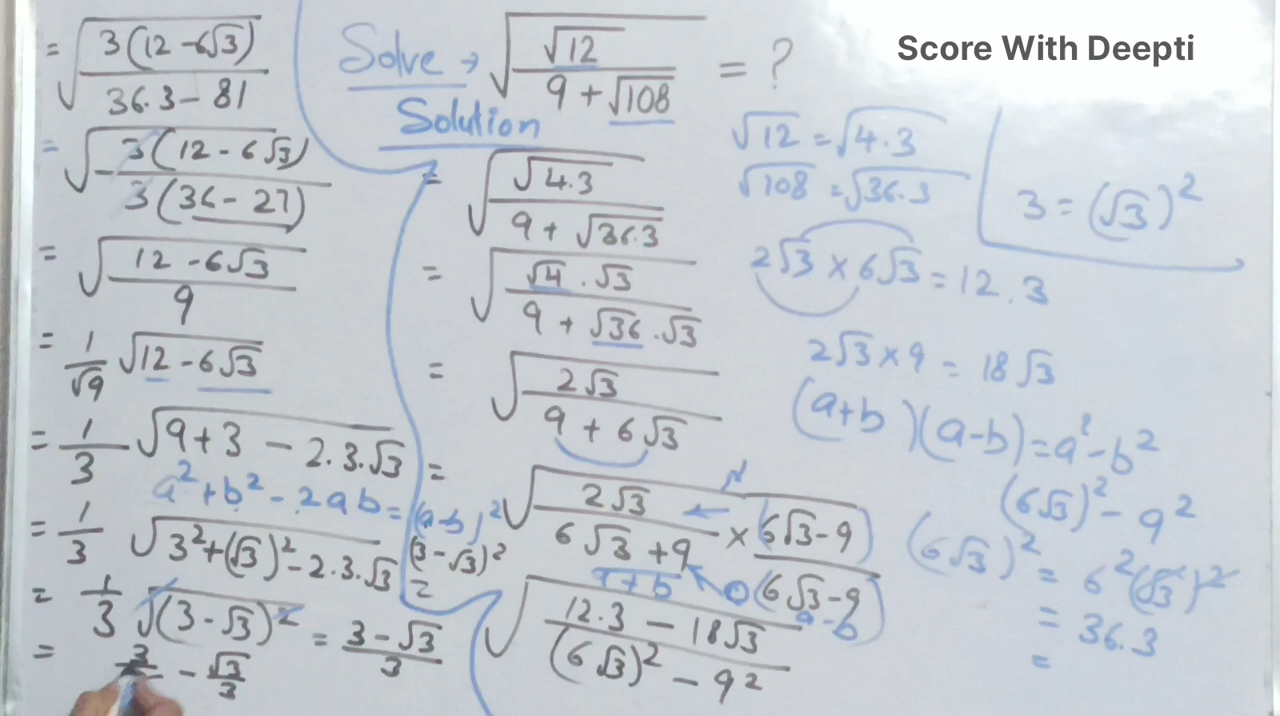 Score With Deepti
Solve → √(√12 / (9 + √108)) = ?
Solution
= √(√4.3 / (9 + √36.3))
= √(√4 . √3 / (9 + √36 . √3))
= √(2√3 / (9 + 6√3))
= √(2√3 / (6√3 + 9) × (6√3 - 9) / (6√3 - 9))
a+b
a-b
= √((12.3 - 18√3) / ((6√3)² - 9²))
√12 = √4.3
√108 = √36.3
3 = (√3)²
2√3 × 6√3 = 12.3
2√3 × 9 = 18√3
(a+b)(a-b) = a² - b²
(6√3)² - 9²
(6√3)² = 6²(√3)²
= 36.3
=
= √(3(12 - 6√3) / (36.3 - 81))
= √(3(12 - 6√3) / 3(36 - 27))
= √((12 - 6√3) / 9)
= 1/√9 √(12 - 6√3)
= 1/3 √(9 + 3 - 2.3.√3)
a² + b² - 2ab = (a-b)²
= 1/3 √(3² + (√3)² - 2.3.√3)
(3 - √3)²
= 1/3 √(3 - √3)² = (3 - √3)/3
= 3/ - √3/3